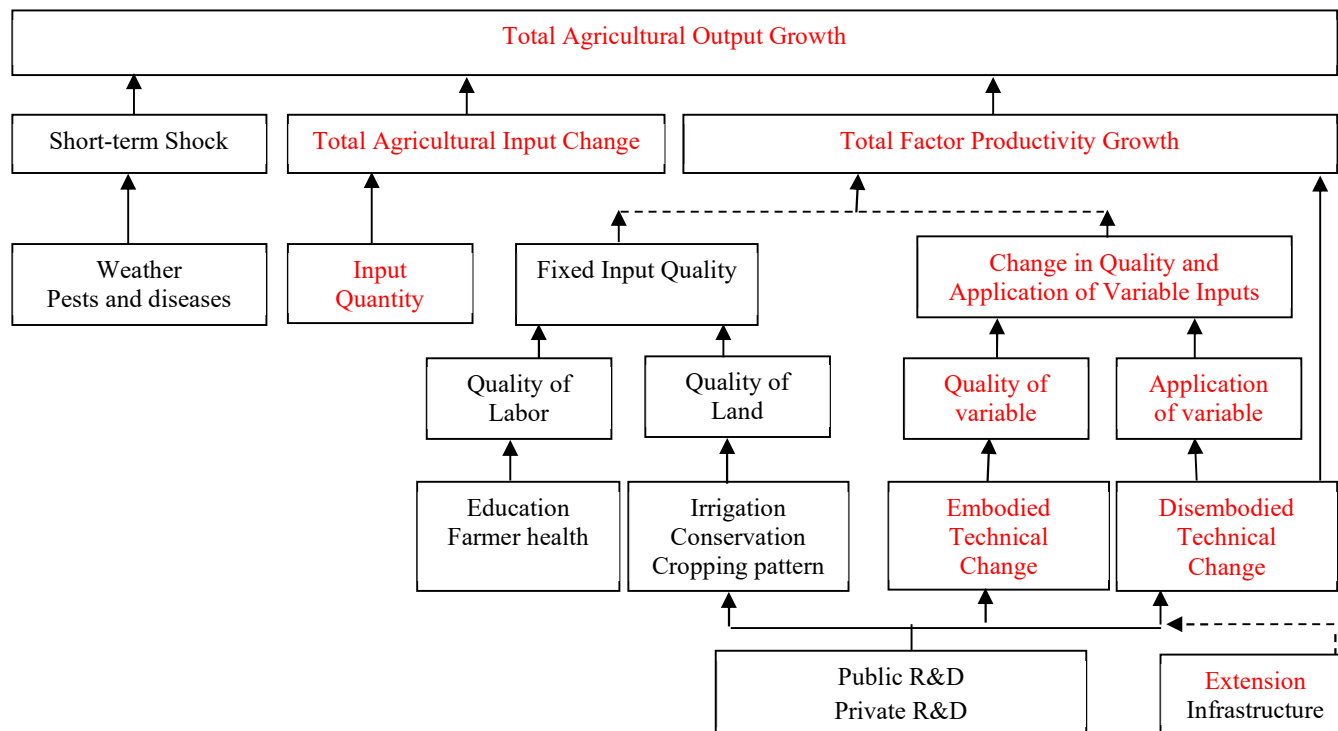 Total Agricultural Output Growth
Short-term Shock
Total Agricultural Input Change
Total Factor Productivity Growth
Weather
Pests and diseases
Input
Quantity
Fixed Input Quality
Change in Quality and
Application of Variable Inputs
Quality of
Labor
Quality of
Land
Quality of
variable
Application
of variable
Education
Farmer health
Irrigation
Conservation
Cropping pattern
Embodied
Technical
Change
Disembodied
Technical
Change
Public R&D
Private R&D
Extension
Infrastructure